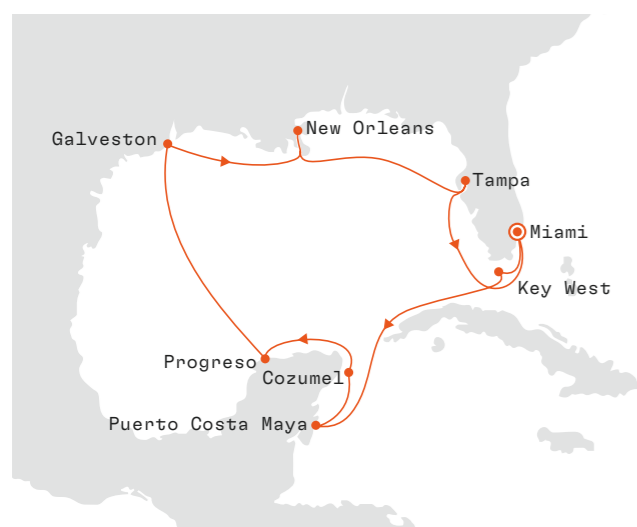 New Orleans
Galveston
Tampa
Miami
Key West
Progreso
Cozumel
Puerto Costa Maya